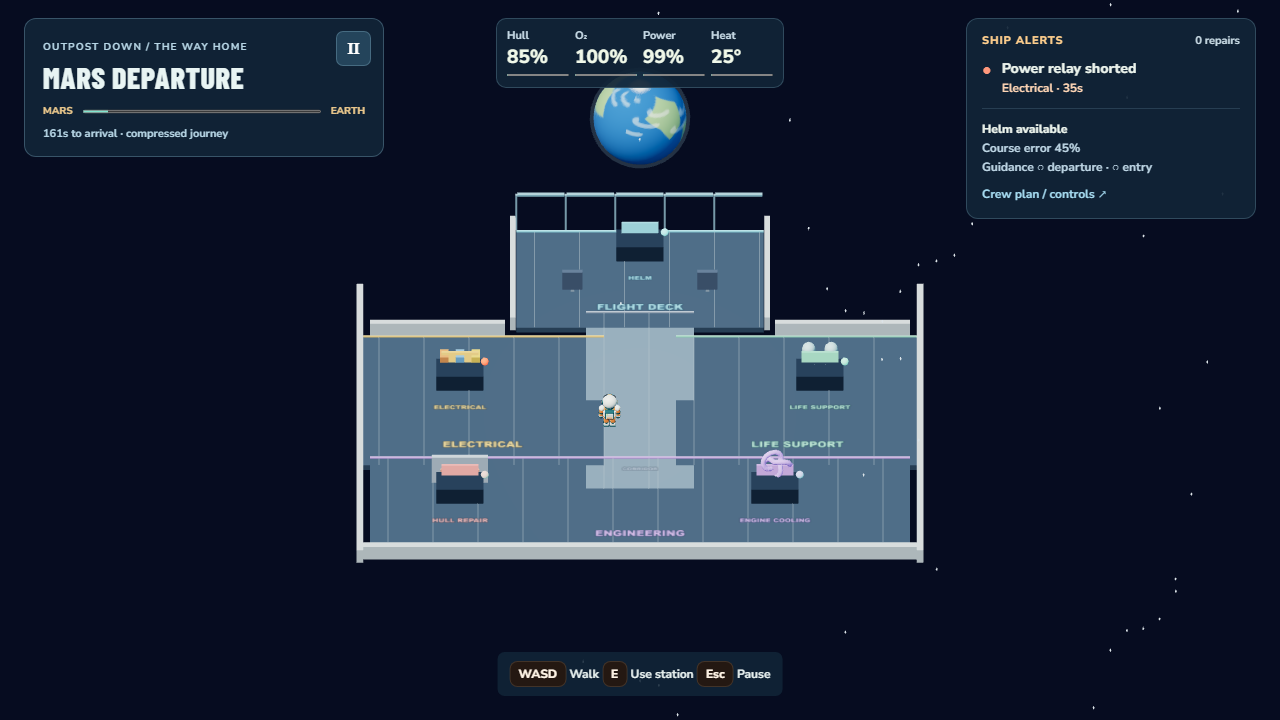 OUTPOST DOWN / THE WAY HOME
II
MARS DEPARTURE
MARS EARTH
161s to arrival · compressed journey
Hull O₂ Power Heat
85% 100% 99% 25°
SHIP ALERTS 0 repairs
Power relay shorted
Electrical · 35s
Helm available
Course error 45%
Guidance ○ departure · ○ entry
Crew plan / controls ↗
HELM
FLIGHT DECK
ELECTRICAL
LIFE SUPPORT
ELECTRICAL
LIFE SUPPORT
HULL REPAIR
ENGINE COOLING
ENGINEERING
WASD Walk E Use station Esc Pause